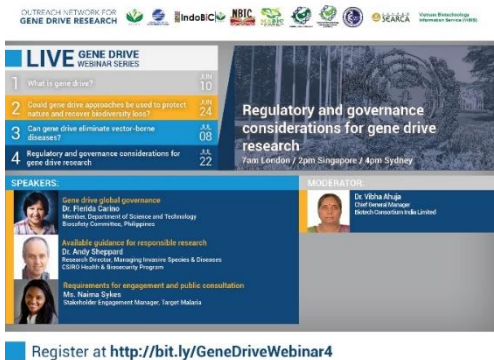 OUTREACH NETWORK FOR
GENE DRIVE RESEARCH
IndoBIC
NBIC
SEARCA
Vietnam Biotechnology
Information Service (VNBIS)
LIVE GENE DRIVE
WEBINAR SERIES
1 What is gene drive? JUN 10
2 Could gene drive approaches be used to protect
nature and recover biodiversity loss? JUN 24
3 Can gene drive eliminate vector-borne
diseases? JUL 08
4 Regulatory and governance considerations for
gene drive research JUL 22
Regulatory and governance
considerations for gene drive
research
7am London / 2pm Singapore / 4pm Sydney
SPEAKERS:
Gene drive global governance
Dr. Flerida Carino
Member, Department of Science and Technology
Biosafety Committee, Philippines
Available guidance for responsible research
Dr. Andy Sheppard
Research Director, Managing Invasive Species & Diseases
CSIRO Health & Biosecurity Program
Requirements for engagement and public consultation
Ms. Naima Sykes
Stakeholder Engagement Manager, Target Malaria
MODERATOR
Dr. Vibha Ahuja
Chief General Manager
Biotech Consortium India Limited
Register at http://bit.ly/GeneDriveWebinar4